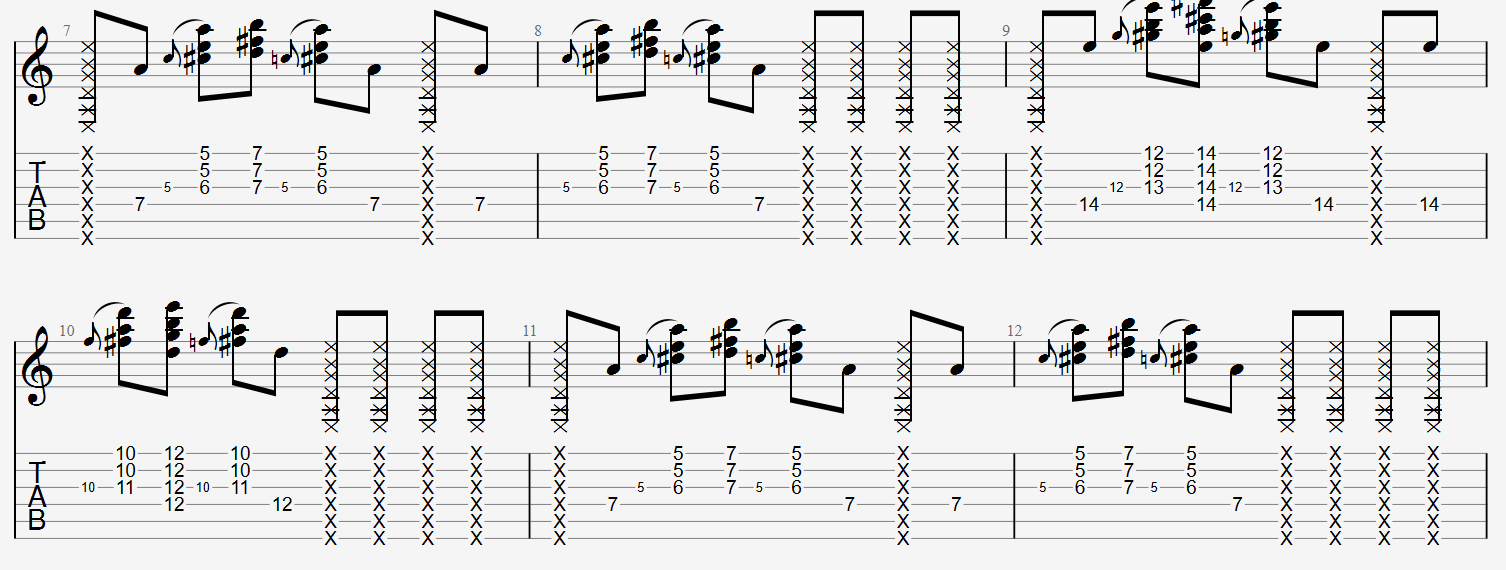 7 8 9
X 5 7 5 X 5 7 5 X X X X X 12 14 12 X
T X 5 7 5 X 5 7 5 X X X X X 12 14 12 X
X 5 6 7 5 6 X 5 6 7 5 6 X X X X X 12 13 14 12 13 X
A X 7 7 X 7 7 X X X X X 14 14 14 X 14
B X X X X X X X X
X X X X X X X X
10 11 12
10 12 10 X X X X X 5 7 5 X 5 7 5 X X X X
T 10 12 10 X X X X X 5 7 5 X 5 7 5 X X X X
10 11 12 10 11 X X X X X 5 6 7 5 6 X 5 6 7 5 6 X X X X
A 12 12 X X X X X 7 7 X 7 7 X X X X
B X X X X X X X X X X
X X X X X X X X X X